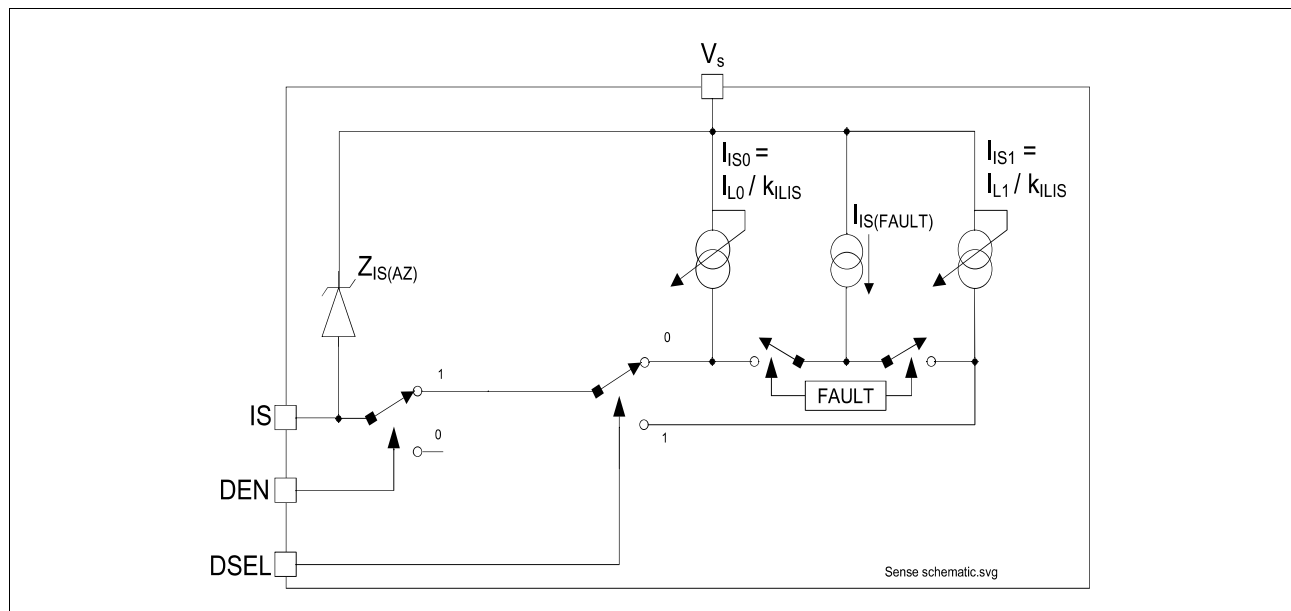 Vs
IIS0 =
IL0 / kILIS
IIS(FAULT)
IIS1 =
IL1 / kILIS
ZIS(AZ)
0
1
FAULT
IS
0
1
DEN
DSEL
Sense schematic.svg